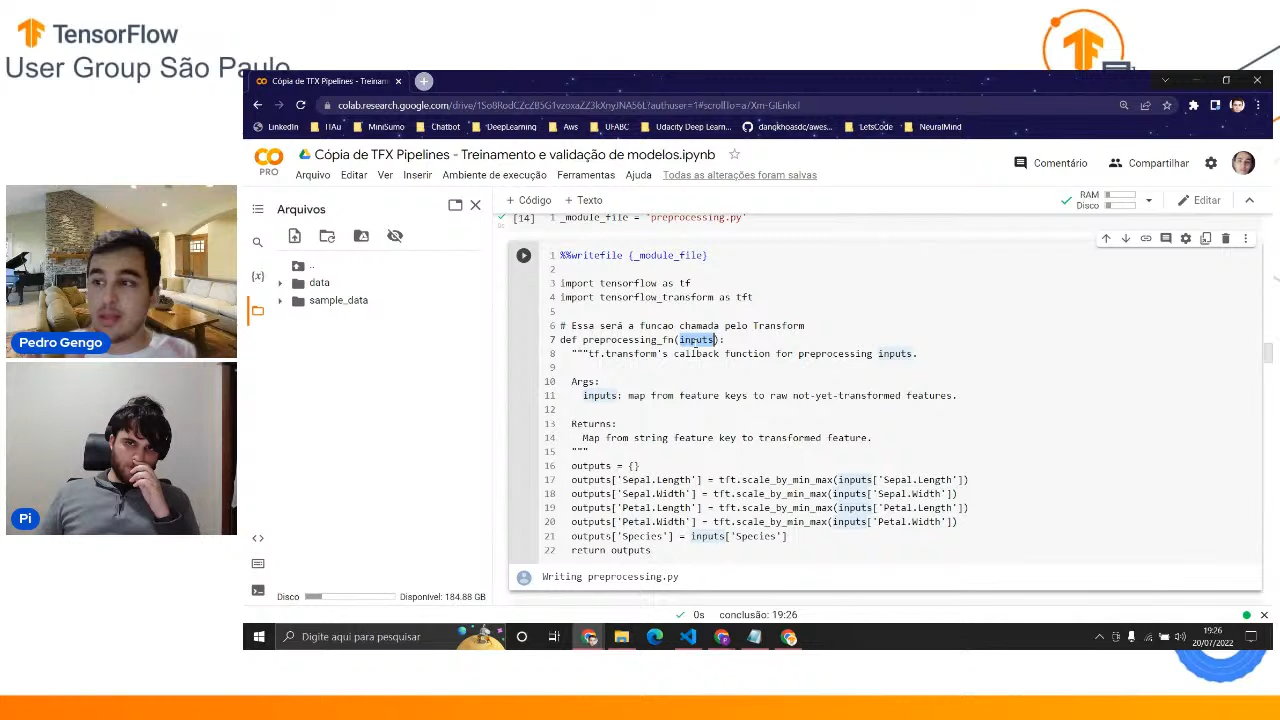 TensorFlow
User Group São Paulo
Cópia de TFX Pipelines - Treinam
colab.research.google.com
LinkedIn
ITAu
MiniSumo
Chatbot
DeepLearning
Aws
UFABC
Udacity Deep Learn...
dangkhoasdc/awes...
LetsCode
NeuralMind
CO
PRO
Cópia de TFX Pipelines - Treinamento e validação de modelos.ipynb
Comentário
Compartilhar
Arquivo
Editar
Ver
Inserir
Ambiente de execução
Ferramentas
Ajuda
Todas as alterações foram salvas
Arquivos
+ Código
+ Texto
RAM
Disco
Editar
{x}
..
data
sample_data
[14] 1 _module_file = 'preprocessing.py'
0s
1 %%writefile {_module_file}
2
3 import tensorflow as tf
4 import tensorflow_transform as tft
5
6 # Essa será a funcao chamada pelo Transform
7 def preprocessing_fn(inputs):
8 """tf.transform's callback function for preprocessing inputs.
9
10 Args:
11 inputs: map from feature keys to raw not-yet-transformed features.
12
13 Returns:
14 Map from string feature key to transformed feature.
15 """
16 outputs = {}
17 outputs['Sepal.Length'] = tft.scale_by_min_max(inputs['Sepal.Length'])
18 outputs['Sepal.Width'] = tft.scale_by_min_max(inputs['Sepal.Width'])
19 outputs['Petal.Length'] = tft.scale_by_min_max(inputs['Petal.Length'])
20 outputs['Petal.Width'] = tft.scale_by_min_max(inputs['Petal.Width'])
21 outputs['Species'] = inputs['Species']
22 return outputs
Writing preprocessing.py
Pedro Gengo
Pi
Disco
Disponível: 184.88 GB
0s
conclusão: 19:26
Digite aqui para pesquisar
19:26
20/07/2022